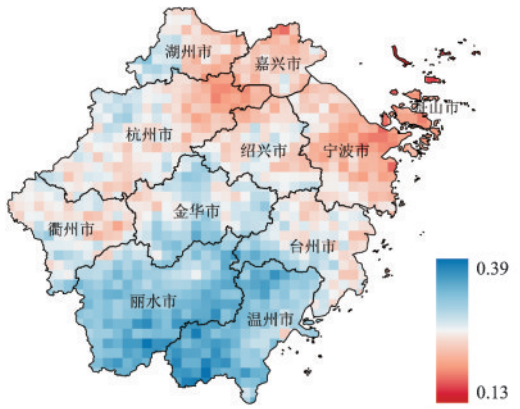 湖州市
嘉兴市
舟山市
杭州市
绍兴市
宁波市
金华市
衢州市
台州市
丽水市
温州市
0.39
0.13